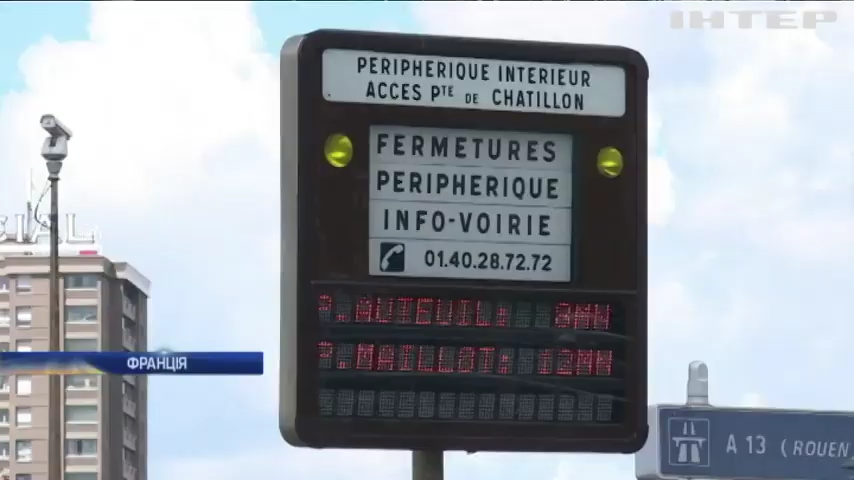 ІНТЕР
PERIPHERIQUE INTERIEUR
ACCES PTE DE CHATILLON
FERMETURES
PERIPHERIQUE
INFO-VOIRIE
01.40.28.72.72
P.AUTEUIL: 8MN
P.MAILLOT: 12MN
ФРАНЦІЯ
A 13 (ROUEN